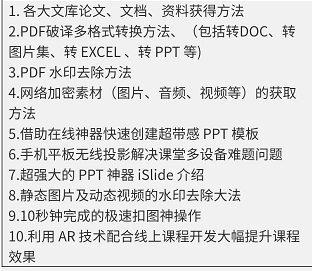 1. 各大文库论文、文档、资料获得方法
2.PDF破译多格式转换方法、（包括转DOC、转
图片集、转 EXCEL 、转 PPT 等)
3.PDF 水印去除方法
4.网络加密素材（图片、音频、视频等）的获取
方法
5.借助在线神器快速创建超带感 PPT 模板
6.手机平板无线投影解决课堂多设备难题问题
7.超强大的 PPT 神器 iSlide 介绍
8.静态图片及动态视频的水印去除大法
9.10秒钟完成的极速扣图神操作
10.利用 AR 技术配合线上课程开发大幅提升课程
效果